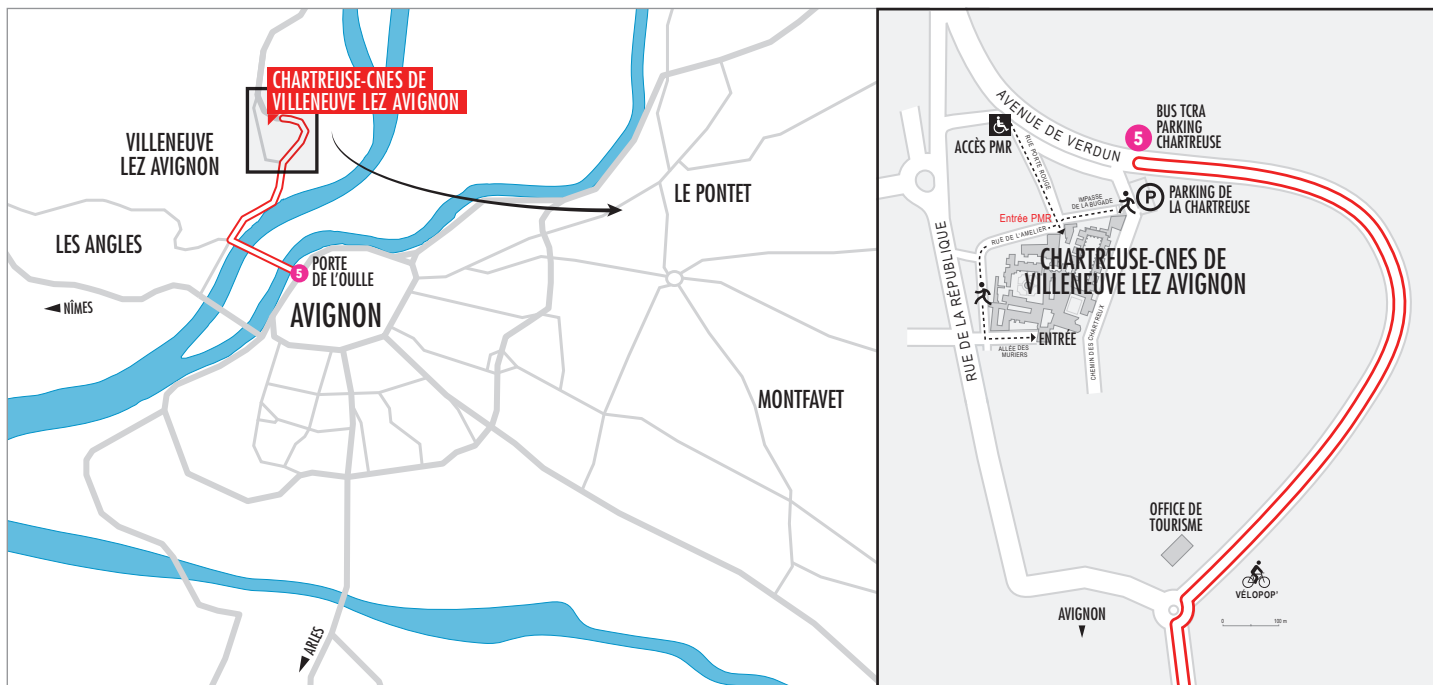 CHARTREUSE-CNES DE
VILLENEUVE LEZ AVIGNON
VILLENEUVE
LEZ AVIGNON
LES ANGLES
NÎMES
5
PORTE
DE L'OULLE
AVIGNON
LE PONTET
MONTFAVET
ARLES
AVENUE DE VERDUN
5
BUS TCRA
PARKING
CHARTREUSE
ACCÈS PMR
RUE PORTE ROUGE
IMPASSE
DE LA BUGADE
P
PARKING DE
LA CHARTREUSE
Entrée PMR
RUE DE L'AMELIER
CHARTREUSE-CNES DE
VILLENEUVE LEZ AVIGNON
RUE DE LA RÉPUBLIQUE
ENTRÉE
ALLÉE DES
MURIERS
CHEMIN DES CHARTREUX
OFFICE DE
TOURISME
VÉLOPOP'
AVIGNON
0 100 m